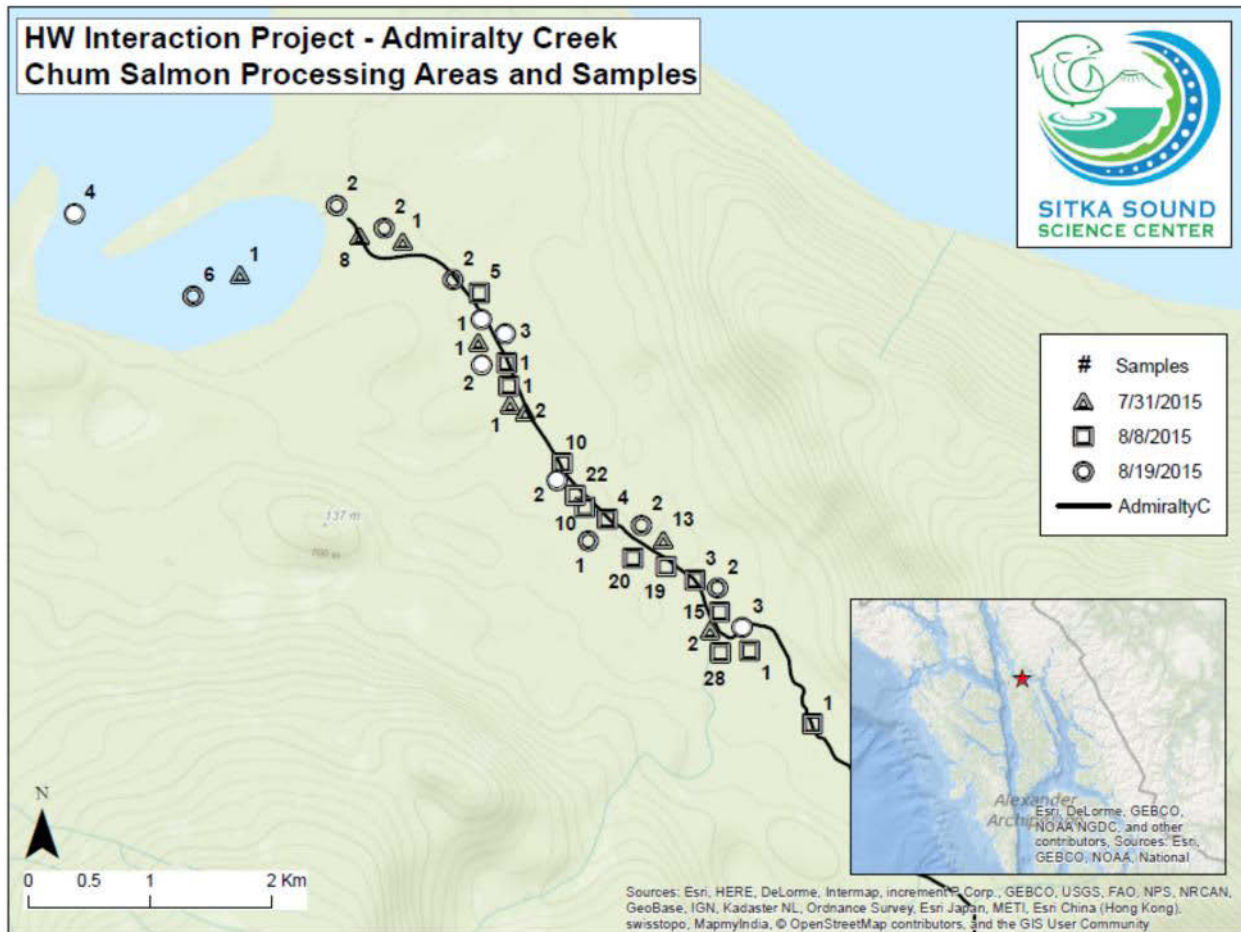 HW Interaction Project - Admiralty Creek
Chum Salmon Processing Areas and Samples
SITKA SOUND
SCIENCE CENTER
4
2
2
1
8
1
6
2
5
1
3
1
1
2
1
1
2
10
22
2
4
2
13
10
1
20
19
3
2
15
3
2
28
1
1
137 m
# Samples
7/31/2015
8/8/2015
8/19/2015
AdmiraltyC
N
0 0.5 1 2 Km
Alexander
Esri, DeLorme, GEBCO,
NOAA NGDC, and other
contributors, Sources: Esri,
GEBCO, NOAA, National
Sources: Esri, HERE, DeLorme, Intermap, increment P Corp., GEBCO, USGS, FAO, NPS, NRCAN,
GeoBase, IGN, Kadaster NL, Ordnance Survey, Esri Japan, METI, Esri China (Hong Kong),
swisstopo, MapmyIndia, © OpenStreetMap contributors, and the GIS User Community